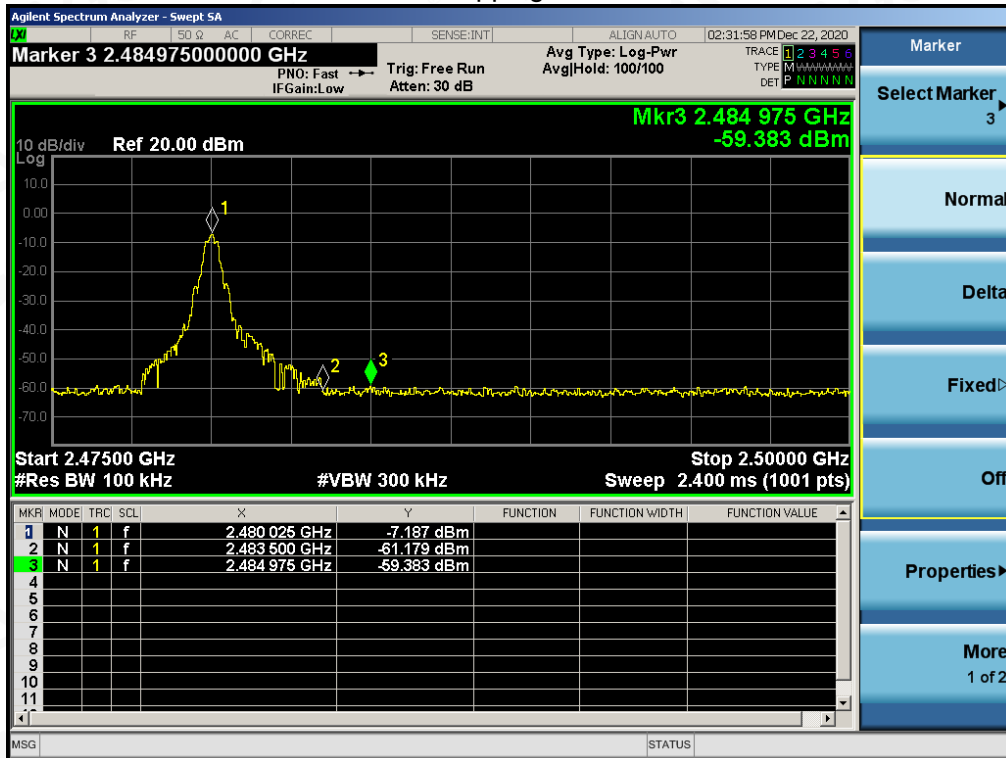 Agilent Spectrum Analyzer - Swept SA
LXI RF 50 Ω AC CORREC SENSE:INT ALIGN AUTO 02:31:58 PM Dec 22, 2020
Marker 3 2.484975000000 GHz
PNO: Fast
IFGain:Low
Trig: Free Run
Atten: 30 dB
Avg Type: Log-Pwr
Avg|Hold: 100/100
TRACE 1 2 3 4 5 6
TYPE M WWWWW
DET P N N N N N
Mkr3 2.484 975 GHz
-59.383 dBm
10 dB/div Ref 20.00 dBm
Log
10.0
0.00
-10.0
-20.0
-30.0
-40.0
-50.0
-60.0
-70.0
1
2
3
Start 2.47500 GHz Stop 2.50000 GHz
#Res BW 100 kHz #VBW 300 kHz Sweep 2.400 ms (1001 pts)
MKR MODE TRC SCL X Y FUNCTION FUNCTION WIDTH FUNCTION VALUE
1 N 1 f 2.480 025 GHz -7.187 dBm
2 N 1 f 2.483 500 GHz -61.179 dBm
3 N 1 f 2.484 975 GHz -59.383 dBm
4
5
6
7
8
9
10
11
MSG STATUS
Marker
Select Marker
3
Normal
Delta
Fixed
Off
Properties
More
1 of 2